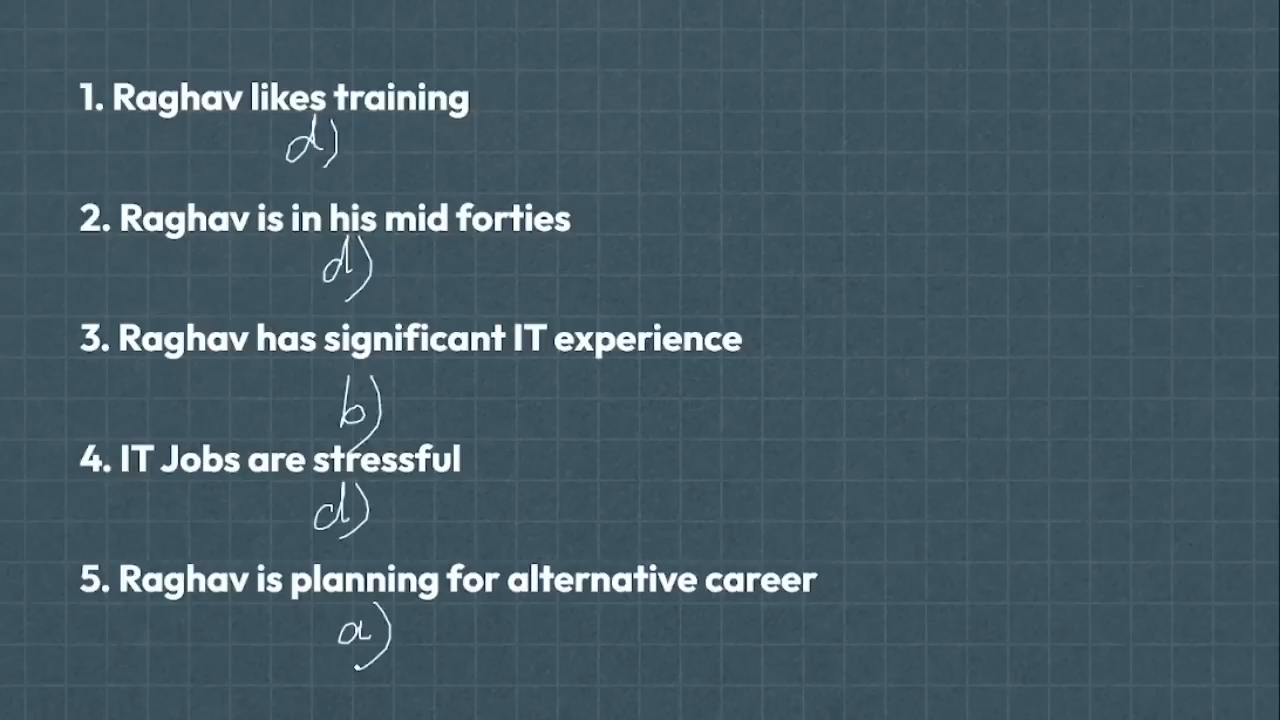 1. Raghav likes training
d)
2. Raghav is in his mid forties
d)
3. Raghav has significant IT experience
b)
4. IT Jobs are stressful
d)
5. Raghav is planning for alternative career
a)